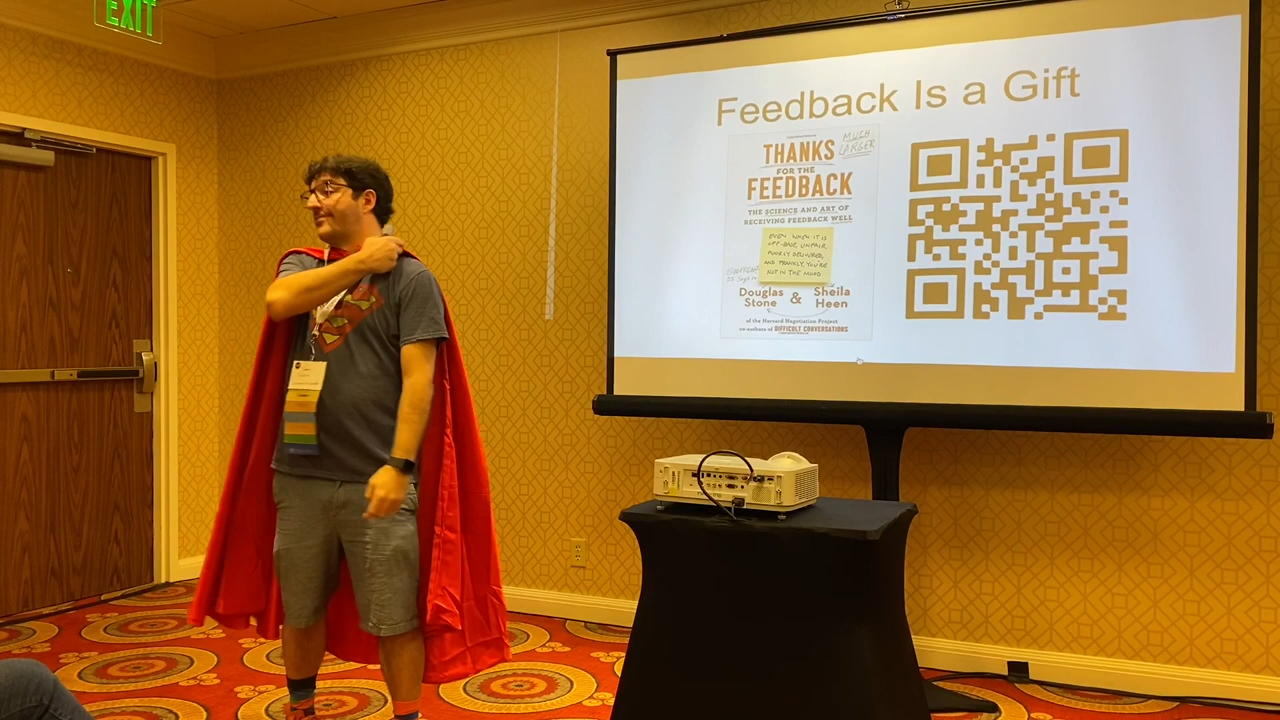 EXIT
Feedback Is a Gift
MUCH
LARGER
THANKS
FOR THE
FEEDBACK
THE SCIENCE AND ART OF
RECEIVING FEEDBACK WELL
EVEN WHEN IT IS
OFF-BASE, UNFAIR,
POORLY DELIVERED,
AND FRANKLY, YOU'RE
NOT IN THE MOOD
Douglas & Sheila
Stone Heen
of the Harvard Negotiation Project
co-authors of DIFFICULT CONVERSATIONS